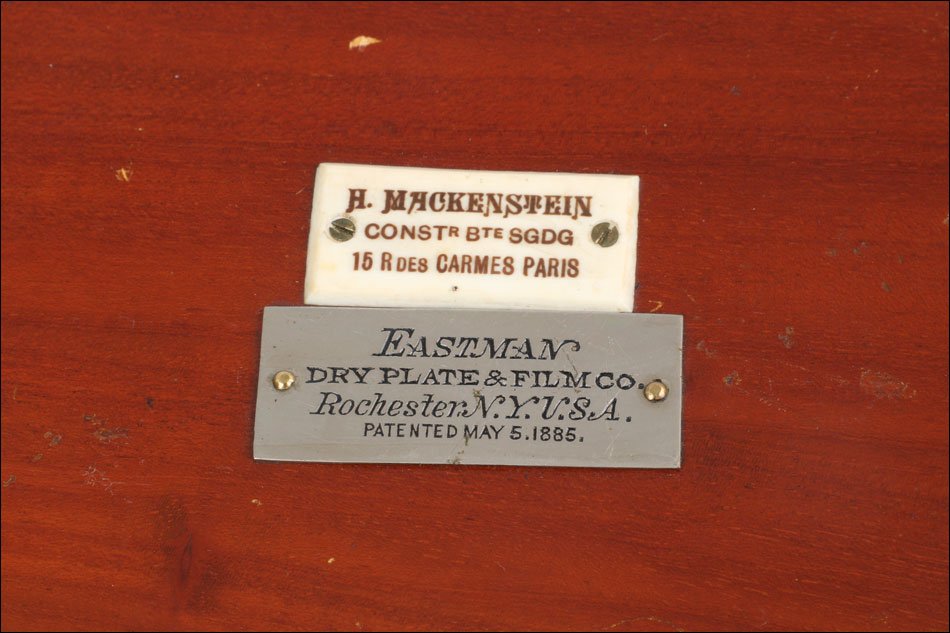 H. MACKENSTEIN
CONSTR BTE SGDG
15 R DES CARMES PARIS
EASTMAN
DRY PLATE & FILM CO.
Rochester.N.Y.U.S.A.
PATENTED MAY 5.1885.